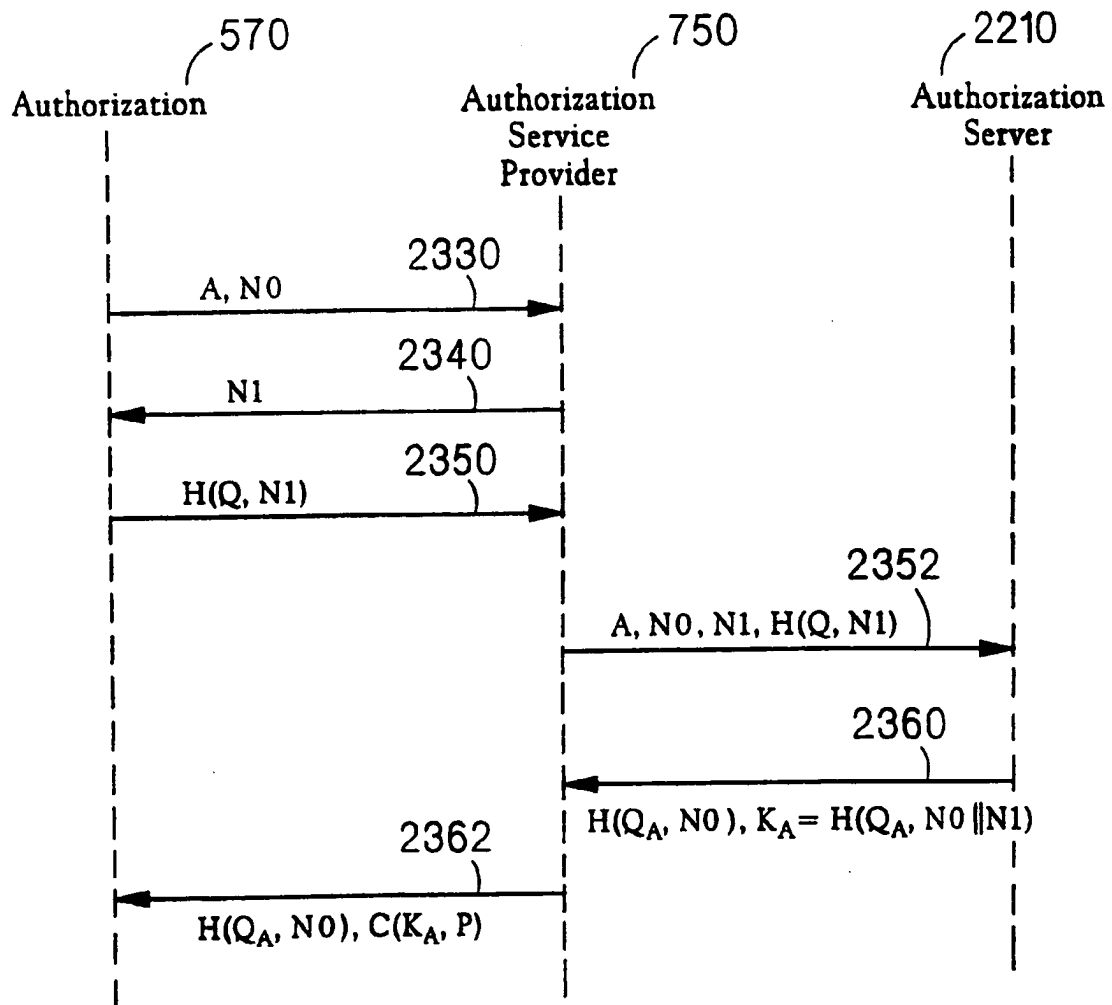 570
750
2210
Authorization
Authorization
Service
Provider
Authorization
Server
2330
A, N0
2340
N1
2350
H(Q, N1)
2352
A, N0, N1, H(Q, N1)
2360
H(Q_A, N0), K_A = H(Q_A, N0 ‖ N1)
2362
H(Q_A, N0), C(K_A, P)